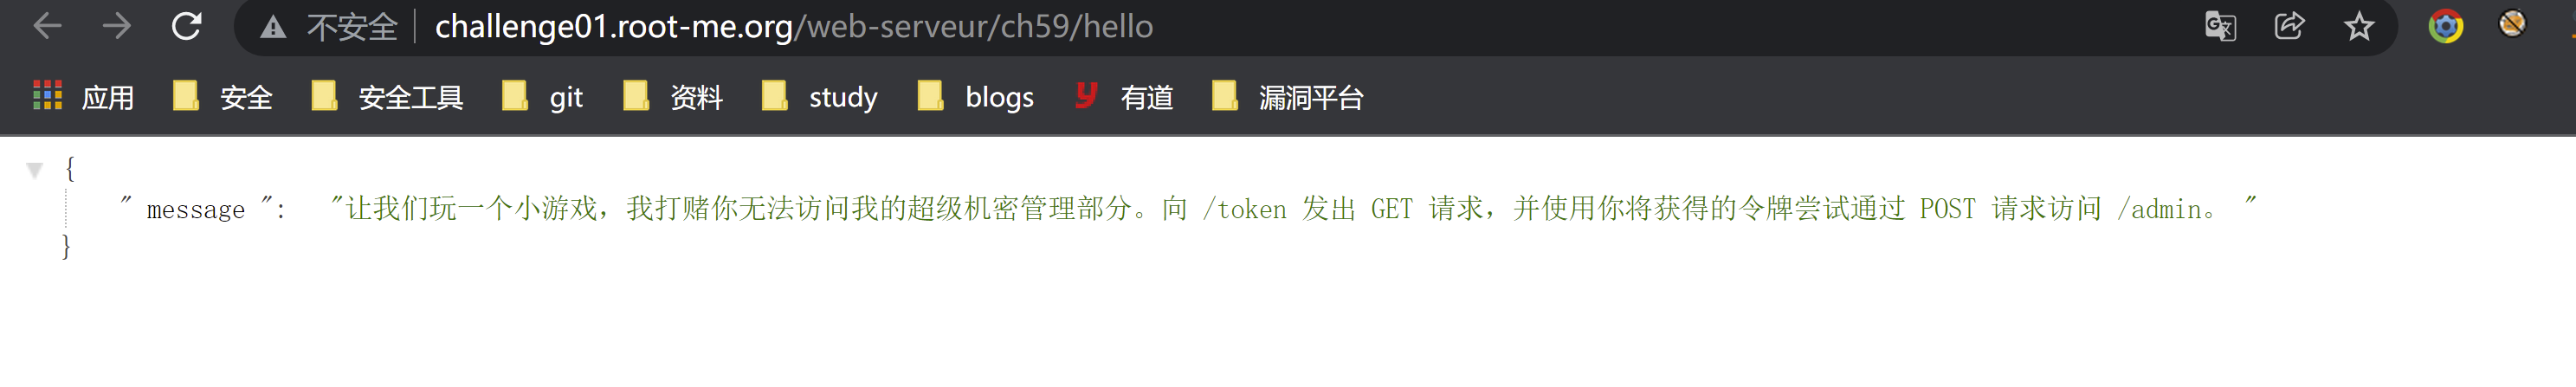 不安全 challenge01.root-me.org/web-serveur/ch59/hello
应用 安全 安全工具 git 资料 study blogs 有道 漏洞平台
{
" message ": "让我们玩一个小游戏，我打赌你无法访问我的超级机密管理部分。向 /token 发出 GET 请求，并使用你将获得的令牌尝试通过 POST 请求访问 /admin。 "
}